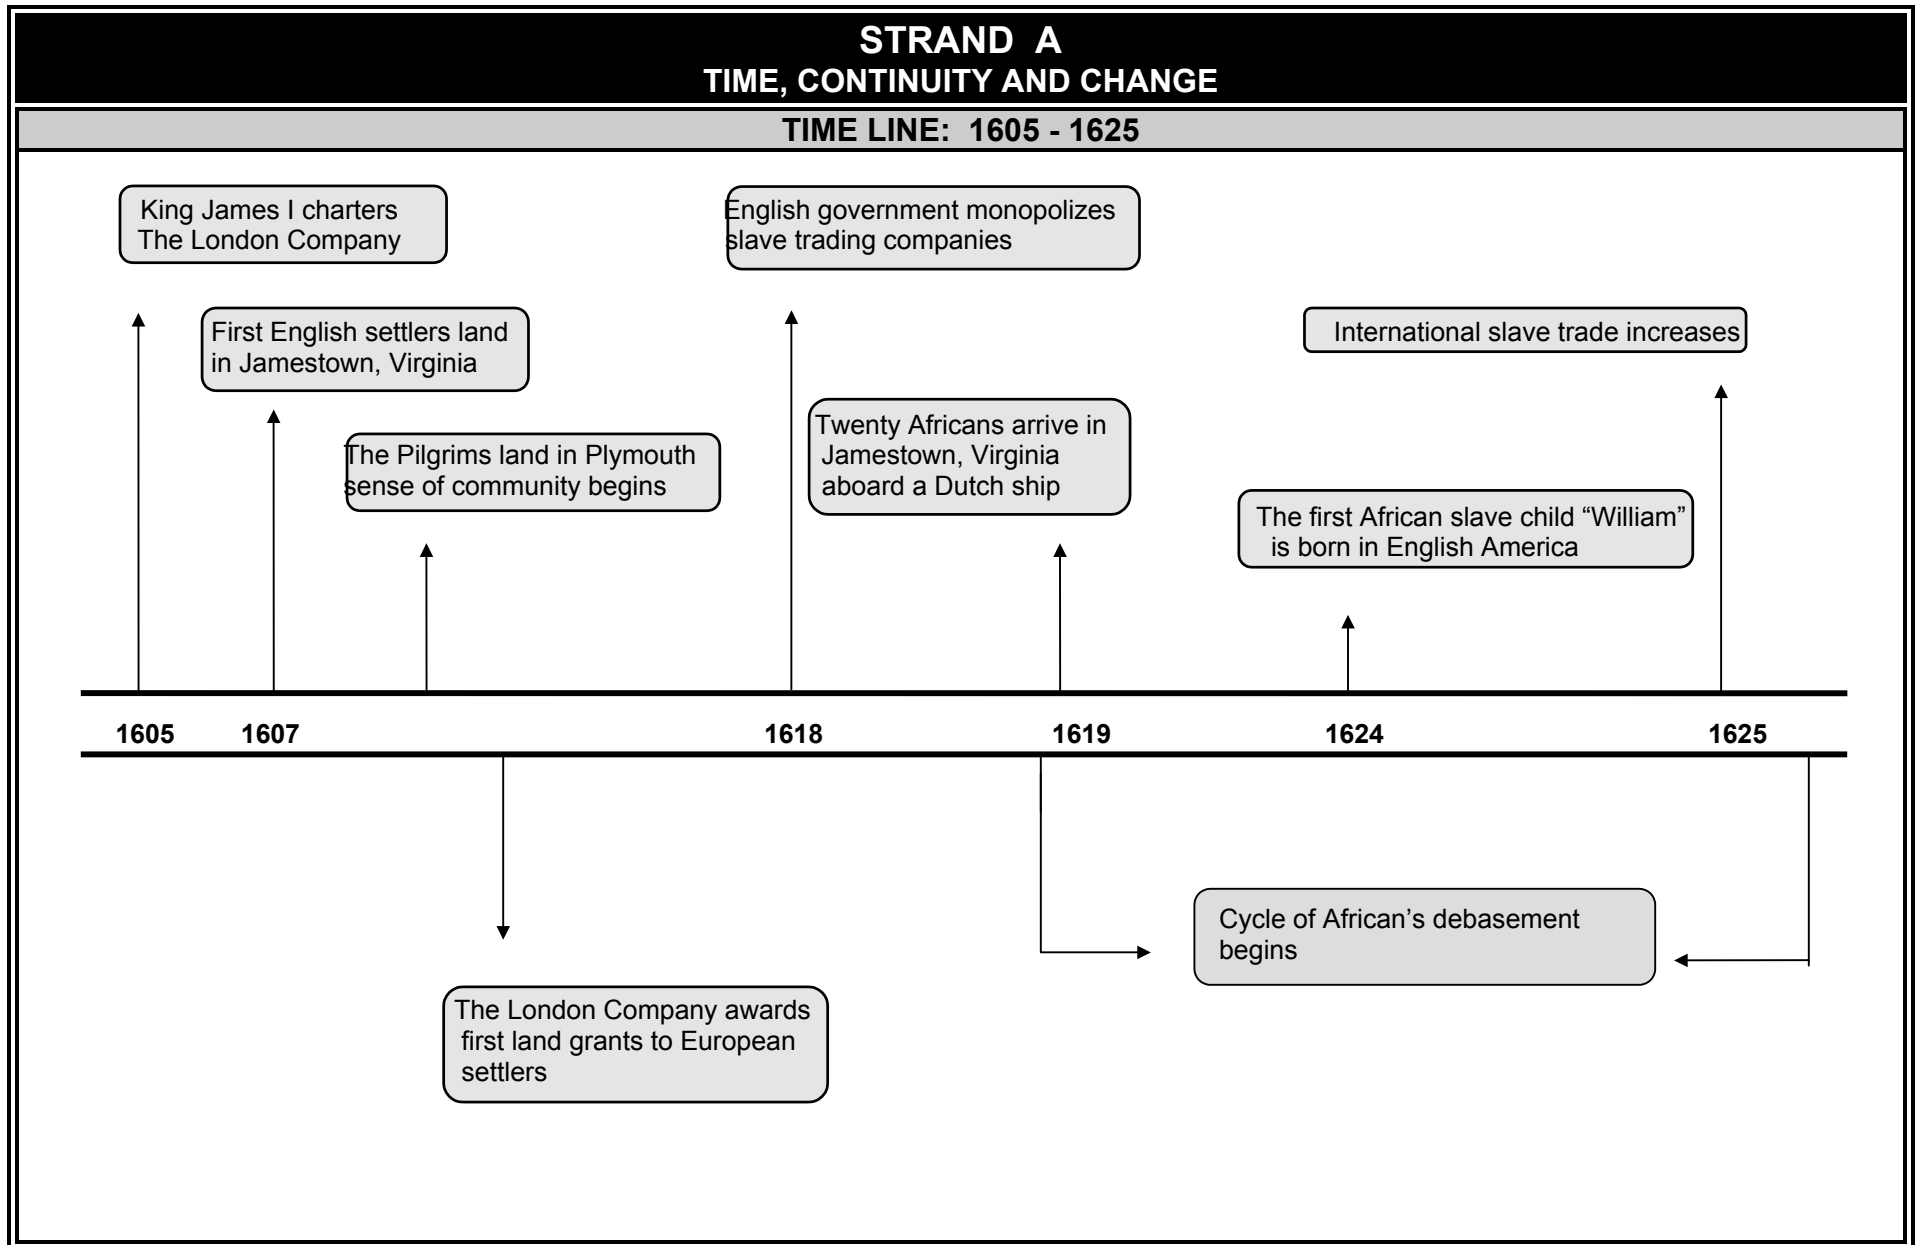 STRAND A
TIME, CONTINUITY AND CHANGE
TIME LINE: 1605 - 1625
King James I charters
The London Company
English government monopolizes
slave trading companies
First English settlers land
in Jamestown, Virginia
International slave trade increases
Twenty Africans arrive in
Jamestown, Virginia
aboard a Dutch ship
The Pilgrims land in Plymouth
sense of community begins
The first African slave child “William”
is born in English America
1605 1607 1618 1619 1624 1625
Cycle of African’s debasement
begins
The London Company awards
first land grants to European
settlers